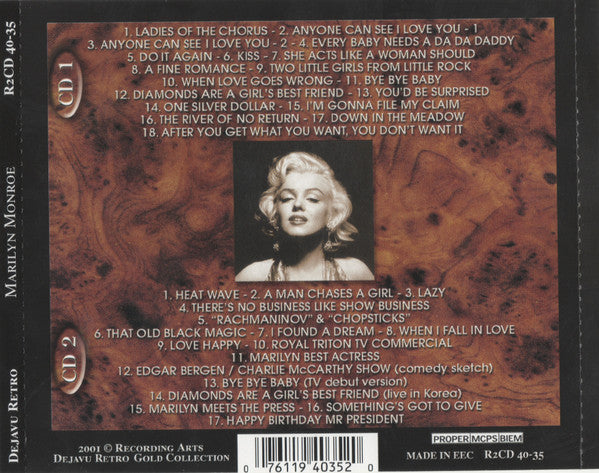 R2CD 40-35
MARILYN MONROE
DEJAVU RETRO
CD 1
1. LADIES OF THE CHORUS - 2. ANYONE CAN SEE I LOVE YOU - 1
3. ANYONE CAN SEE I LOVE YOU - 2 - 4. EVERY BABY NEEDS A DA DA DADDY
5. DO IT AGAIN - 6. KISS - 7. SHE ACTS LIKE A WOMAN SHOULD
8. A FINE ROMANCE - 9. TWO LITTLE GIRLS FROM LITTLE ROCK
10. WHEN LOVE GOES WRONG - 11. BYE BYE BABY
12. DIAMONDS ARE A GIRL'S BEST FRIEND - 13. YOU'D BE SURPRISED
14. ONE SILVER DOLLAR - 15. I'M GONNA FILE MY CLAIM
16. THE RIVER OF NO RETURN - 17. DOWN IN THE MEADOW
18. AFTER YOU GET WHAT YOU WANT, YOU DON'T WANT IT
CD 2
1. HEAT WAVE - 2. A MAN CHASES A GIRL - 3. LAZY
4. THERE'S NO BUSINESS LIKE SHOW BUSINESS
5. "RACHMANINOV" & "CHOPSTICKS"
6. THAT OLD BLACK MAGIC - 7. I FOUND A DREAM - 8. WHEN I FALL IN LOVE
9. LOVE HAPPY - 10. ROYAL TRITON TV COMMERCIAL
11. MARILYN BEST ACTRESS
12. EDGAR BERGEN / CHARLIE McCARTHY SHOW (comedy sketch)
13. BYE BYE BABY (TV debut version)
14. DIAMONDS ARE A GIRL'S BEST FRIEND (live in Korea)
15. MARILYN MEETS THE PRESS - 16. SOMETHING'S GOT TO GIVE
17. HAPPY BIRTHDAY MR PRESIDENT
2001 © RECORDING ARTS
DEJAVU RETRO GOLD COLLECTION
0 76119 40352 0
PROPER MCPS BIEM
MADE IN EEC R2CD 40-35